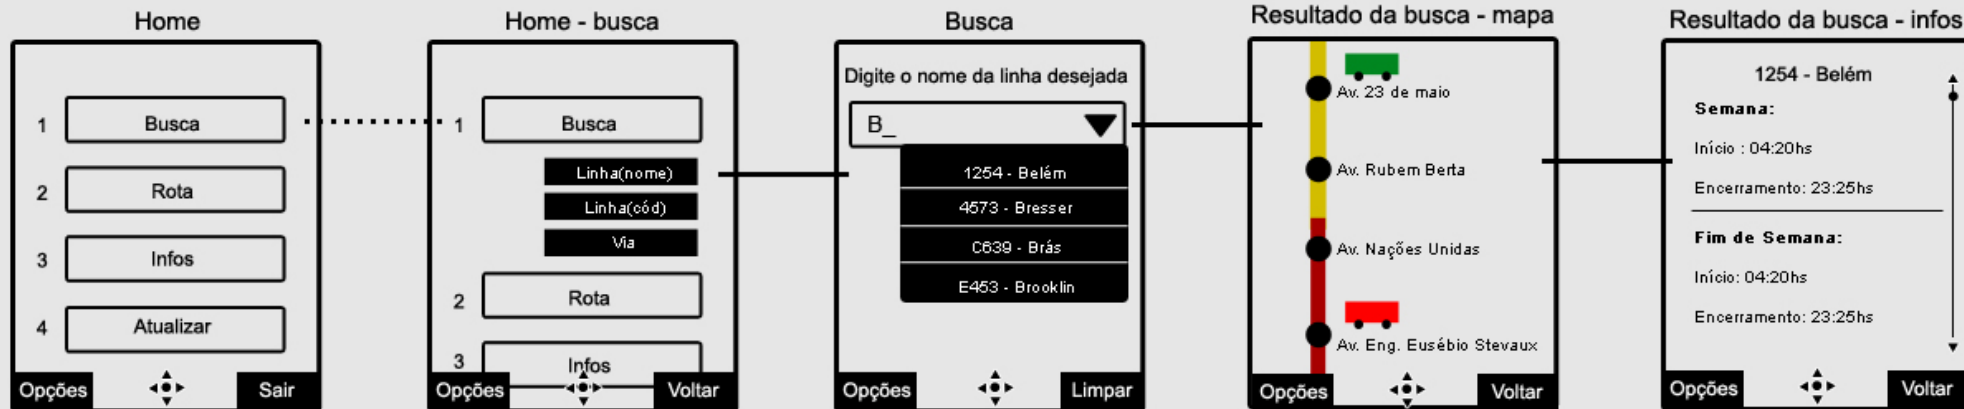 Home
1 Busca
2 Rota
3 Infos
4 Atualizar
Opções Sair
Home - busca
1 Busca
Linha(nome)
Linha(cód)
Via
2 Rota
3 Infos
Opções Voltar
Busca
Digite o nome da linha desejada
B_
1254 - Belém
4573 - Bresser
C639 - Brás
E453 - Brooklin
Opções Limpar
Resultado da busca - mapa
Av. 23 de maio
Av. Rubem Berta
Av. Nações Unidas
Av. Eng. Eusébio Stevaux
Opções Voltar
Resultado da busca - infos
1254 - Belém
Semana:
Início : 04:20hs
Encerramento: 23:25hs
Fim de Semana:
Início: 04:20hs
Encerramento: 23:25hs
Opções Voltar